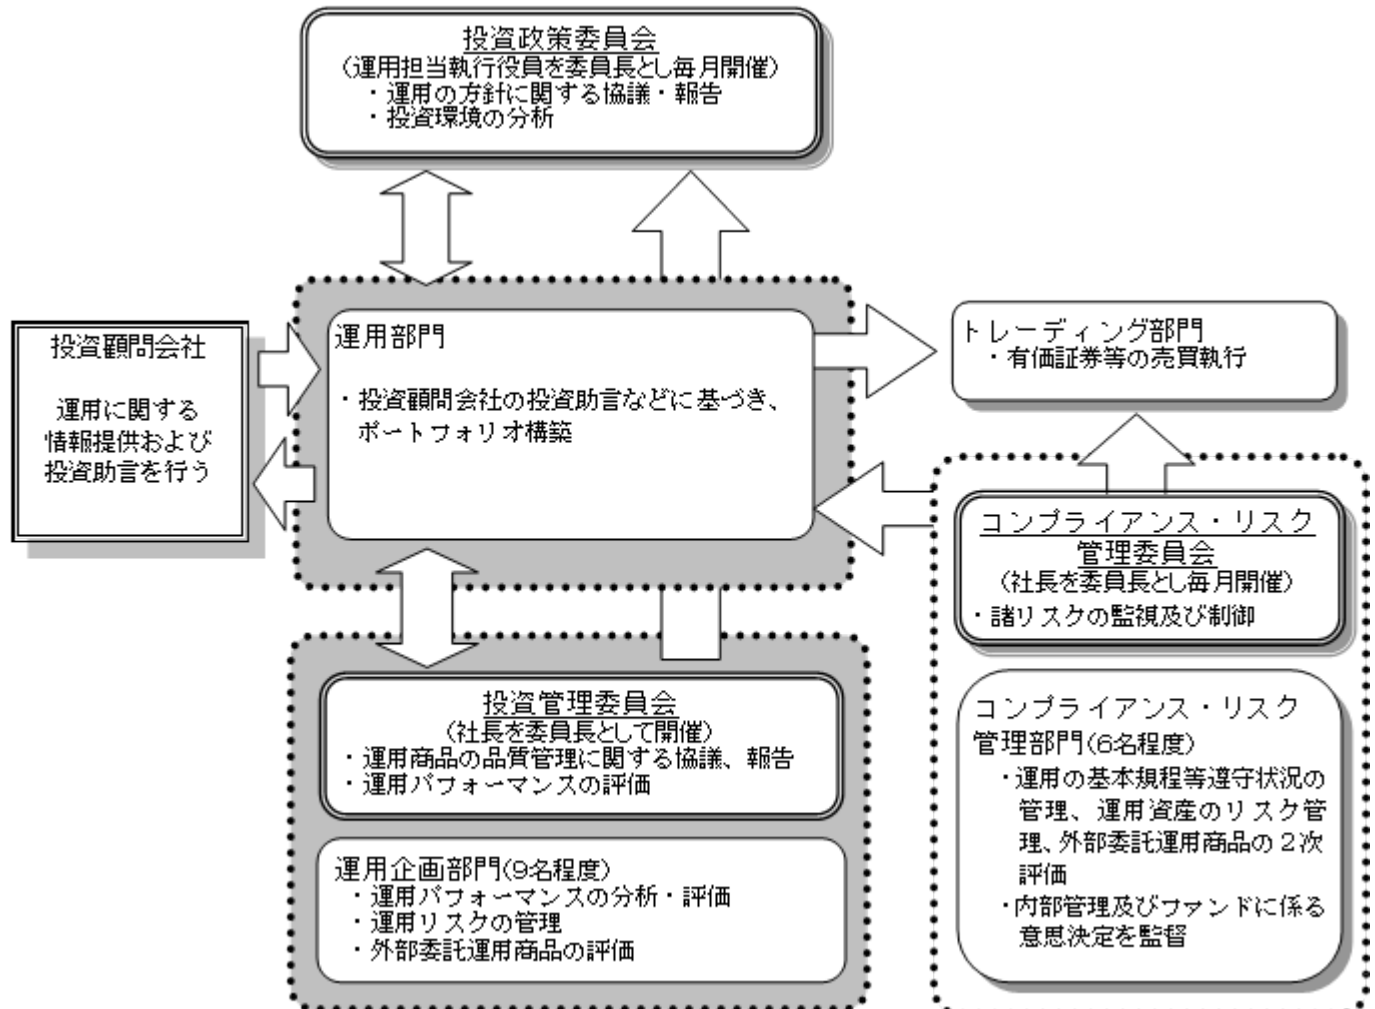 投資政策委員会
(運用担当執行役員を委員長とし毎月開催)
・運用の方針に関する協議・報告
・投資環境の分析
投資顧問会社
運用に関する
情報提供および
投資助言を行う
運用部門
・投資顧問会社の投資助言などに基づき、
ポートフォリオ構築
トレーディング部門
・有価証券等の売買執行
コンプライアンス・リスク
管理委員会
(社長を委員長とし毎月開催)
・諸リスクの監視及び制御
コンプライアンス・リスク
管理部門(6名程度)
・運用の基本規程等遵守状況の
管理、運用資産のリスク管
理、外部委託運用商品の2次
評価
・内部管理及びファンドに係る
意思決定を監督
投資管理委員会
(社長を委員長として開催)
・運用商品の品質管理に関する協議、報告
・運用パフォーマンスの評価
運用企画部門(9名程度)
・運用パフォーマンスの分析・評価
・運用リスクの管理
・外部委託運用商品の評価